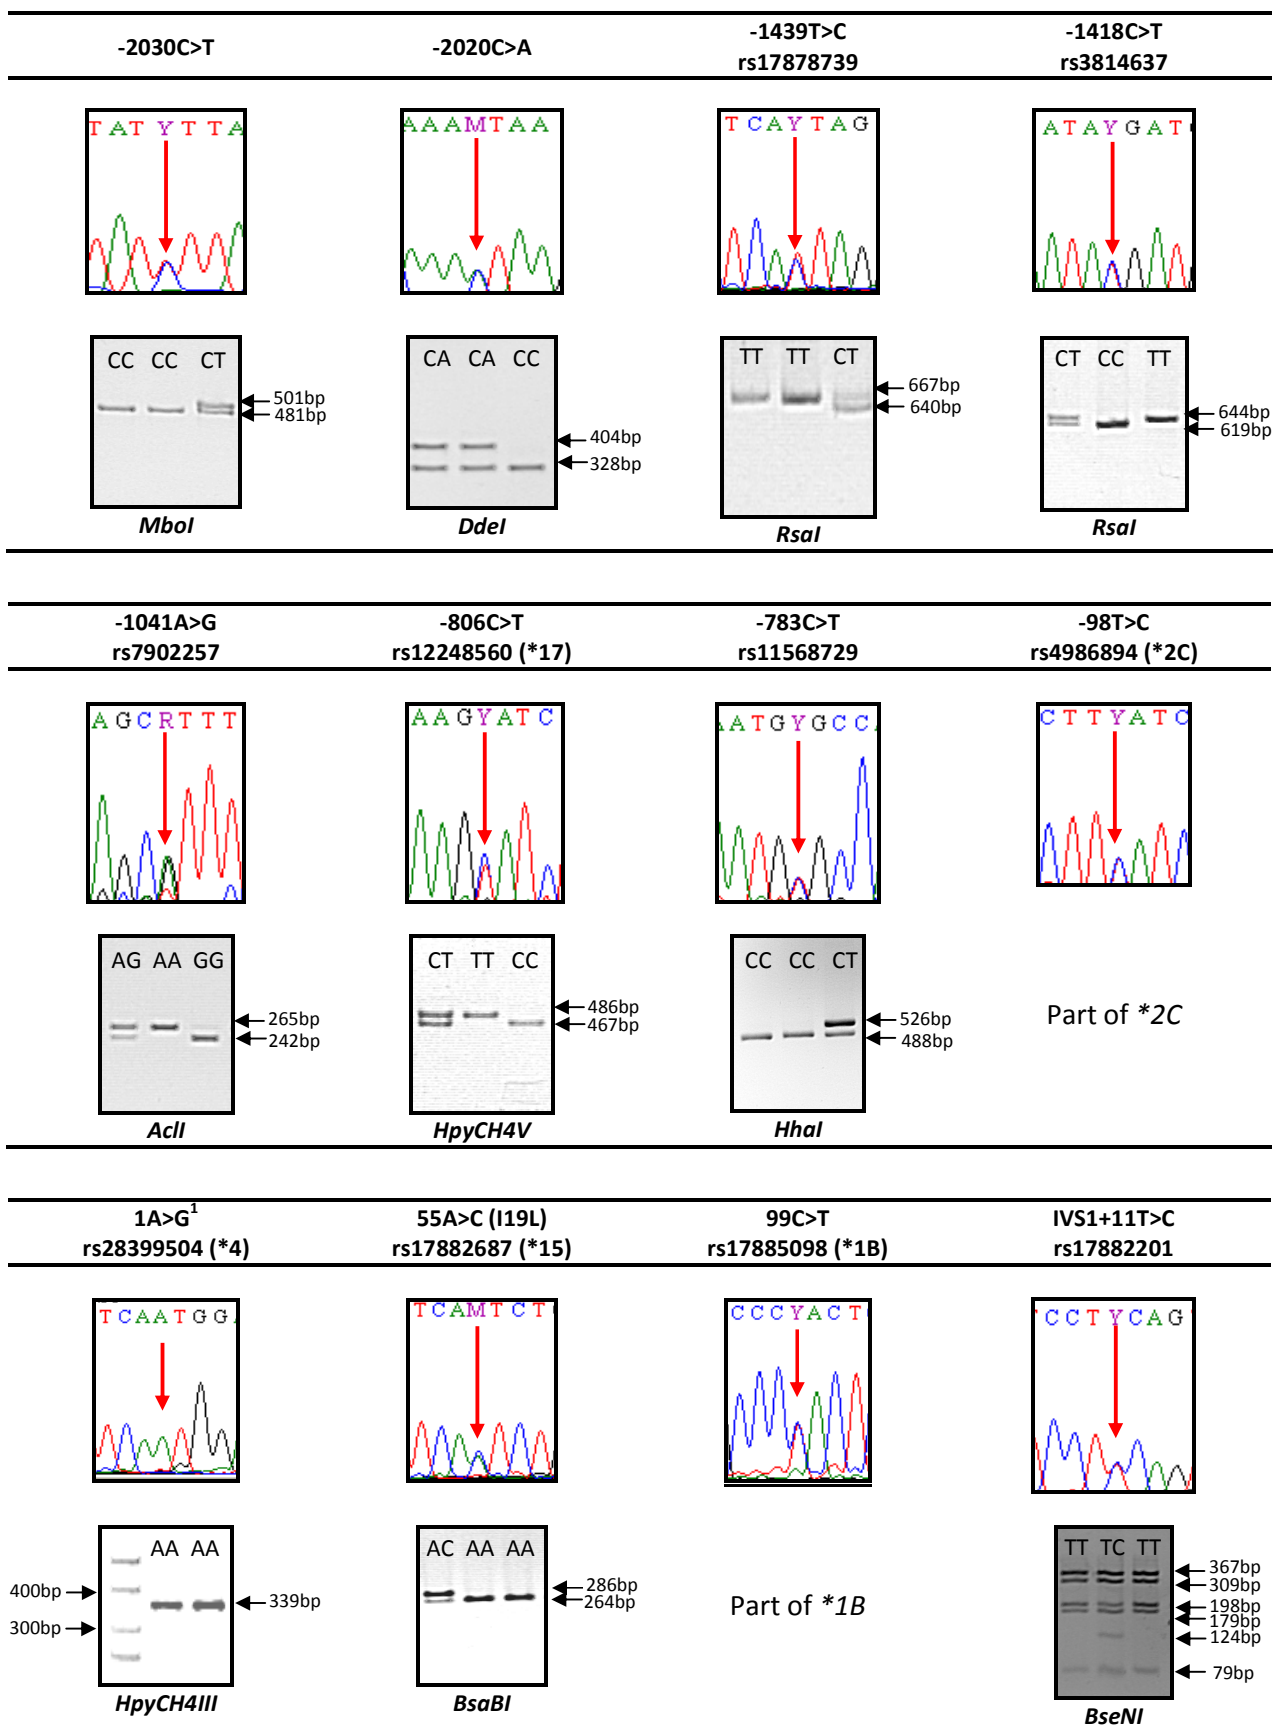 -2030C>T
-2020C>A
-1439T>C
rs17878739
-1418C>T
rs3814637
TATYTTA
AAAMTAA
TCAYTAG
ATAYGAT
CC CC CT
501bp
481bp
MboI
CA CA CC
404bp
328bp
DdeI
TT TT CT
667bp
640bp
RsaI
CT CC TT
644bp
619bp
RsaI
-1041A>G
rs7902257
-806C>T
rs12248560 (*17)
-783C>T
rs11568729
-98T>C
rs4986894 (*2C)
AGCRTTT
AAGYATC
AATGYGCCA
CTTYATC
AG AA GG
265bp
242bp
AclI
CT TT CC
486bp
467bp
HpyCH4V
CC CC CT
526bp
488bp
HhaI
Part of *2C
1A>G1
rs28399504 (*4)
55A>C (I19L)
rs17882687 (*15)
99C>T
rs17885098 (*1B)
IVS1+11T>C
rs17882201
TCAATGGA
TCAMTCT
CCCYACT
CCTYCAG
AA AA
400bp
300bp
339bp
HpyCH4III
AC AA AA
286bp
264bp
BsaBI
Part of *1B
TT TC TT
367bp
309bp
198bp
179bp
124bp
79bp
BseNI